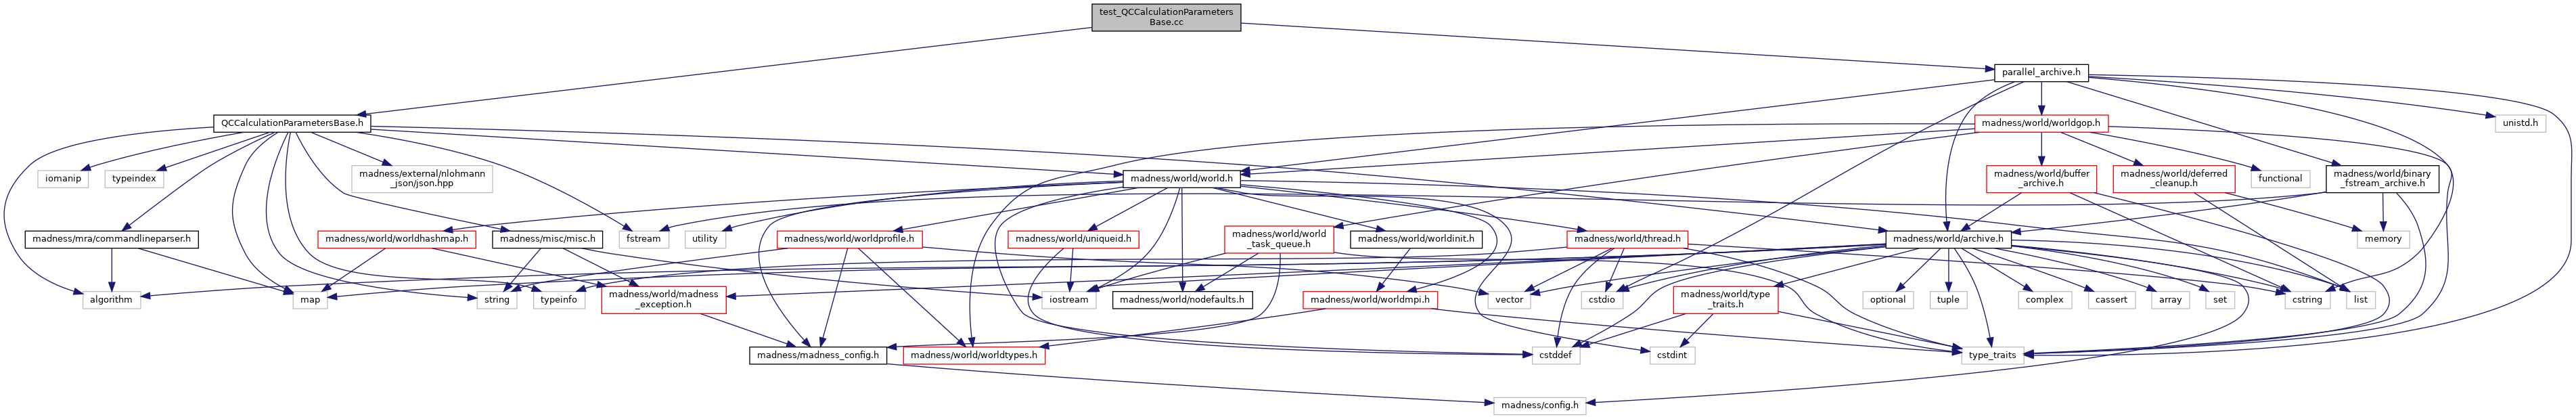 test_QCCalculationParameters
Base.cc
parallel_archive.h
QCCalculationParametersBase.h
madness/world/worldgop.h
unistd.h
iomanip
typeindex
madness/external/nlohmann
_json/json.hpp
madness/world/world.h
madness/world/buffer
_archive.h
madness/world/deferred
_cleanup.h
functional
madness/world/binary
_fstream_archive.h
madness/mra/commandlineparser.h
madness/world/worldhashmap.h
madness/misc/misc.h
fstream
utility
madness/world/worldprofile.h
madness/world/uniqueid.h
madness/world/world
_task_queue.h
madness/world/worldinit.h
madness/world/thread.h
madness/world/archive.h
memory
algorithm
map
string
typeinfo
madness/world/madness
_exception.h
iostream
madness/world/nodefaults.h
madness/world/worldmpi.h
vector
cstdio
madness/world/type
_traits.h
optional
tuple
complex
cassert
array
set
cstring
list
madness/madness_config.h
madness/world/worldtypes.h
cstddef
cstdint
type_traits
madness/config.h